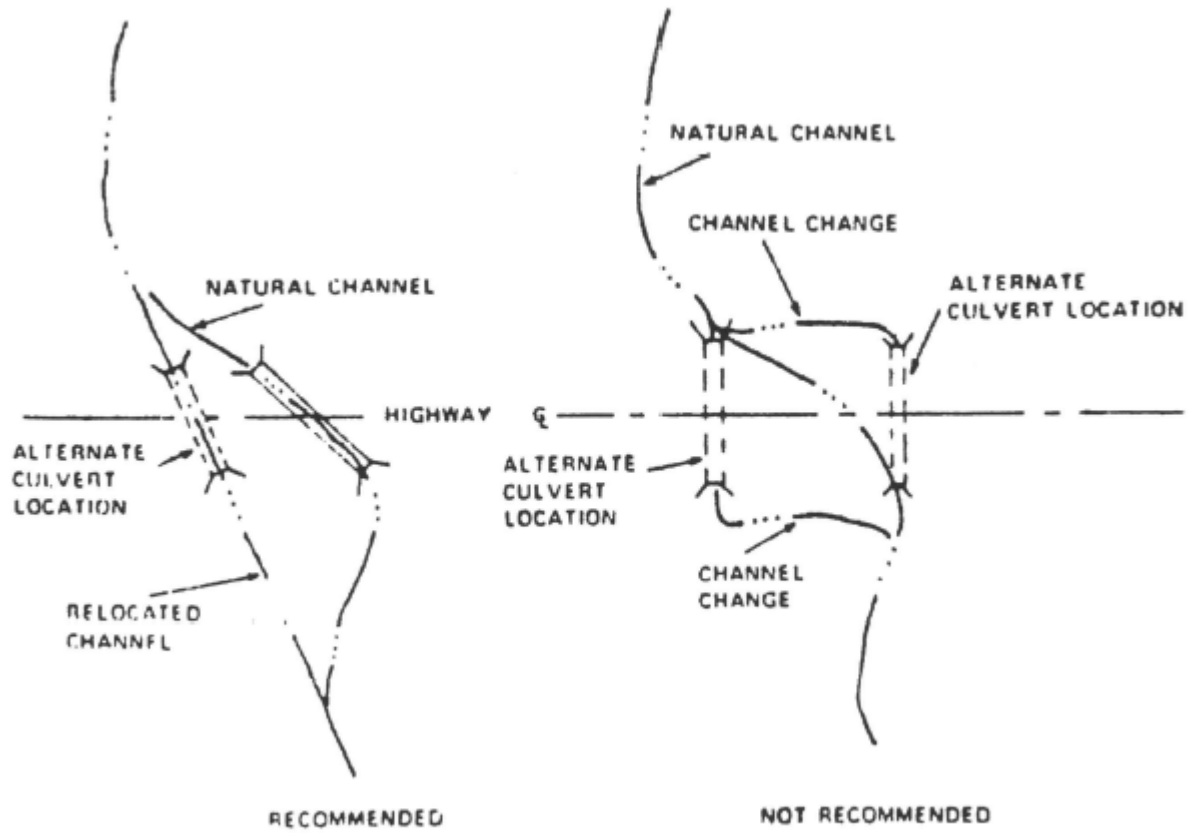 NATURAL CHANNEL
HIGHWAY ℄
ALTERNATE
CULVERT
LOCATION
RELOCATED
CHANNEL
RECOMMENDED
NATURAL CHANNEL
CHANNEL CHANGE
ALTERNATE
CULVERT LOCATION
ALTERNATE
CULVERT
LOCATION
CHANNEL
CHANGE
NOT RECOMMENDED